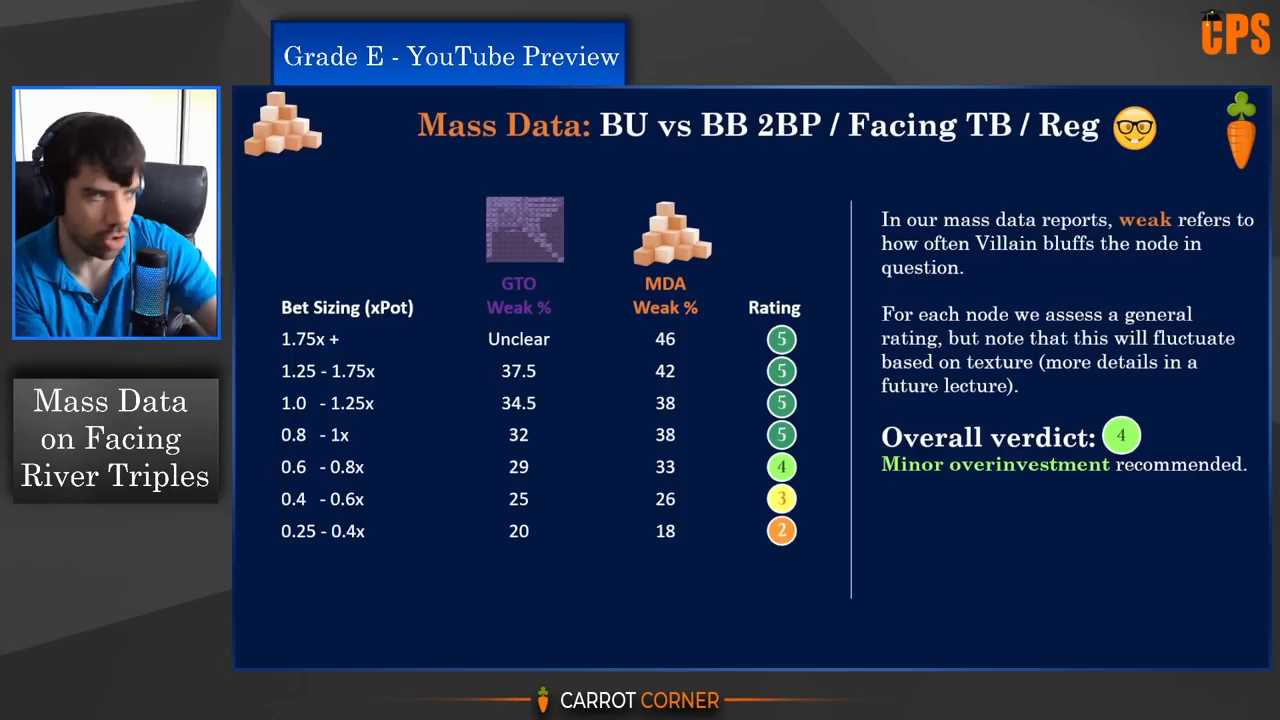 Grade E - YouTube Preview
CPS
Mass Data: BU vs BB 2BP / Facing TB / Reg
Mass Data
on Facing
River Triples
GTO MDA
Bet Sizing (xPot) Weak % Weak % Rating
1.75x + Unclear 46 5
1.25 - 1.75x 37.5 42 5
1.0 - 1.25x 34.5 38 5
0.8 - 1x 32 38 5
0.6 - 0.8x 29 33 4
0.4 - 0.6x 25 26 3
0.25 - 0.4x 20 18 2
In our mass data reports, weak refers to
how often Villain bluffs the node in
question.
For each node we assess a general
rating, but note that this will fluctuate
based on texture (more details in a
future lecture).
Overall verdict: 4
Minor overinvestment recommended.
CARROT CORNER